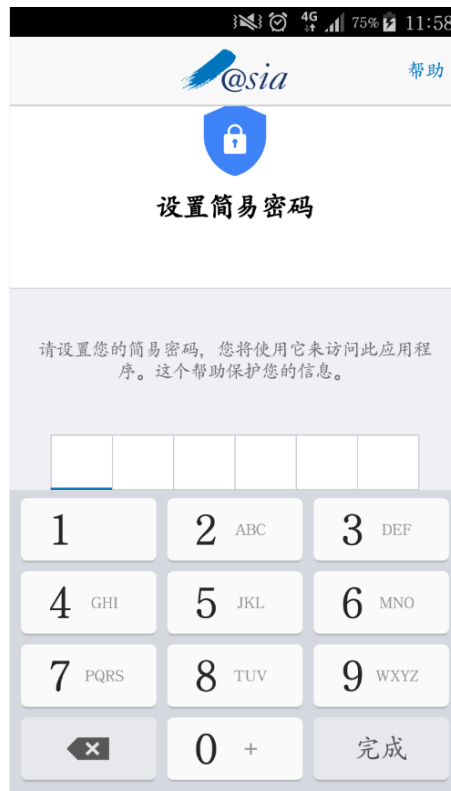 4G 75% 11:58
@sia 帮助
设置简易密码
请设置您的简易密码，您将使用它来访问此应用程
序。这个帮助保护您的信息。
1 2 ABC 3 DEF
4 GHI 5 JKL 6 MNO
7 PQRS 8 TUV 9 WXYZ
0 + 完成